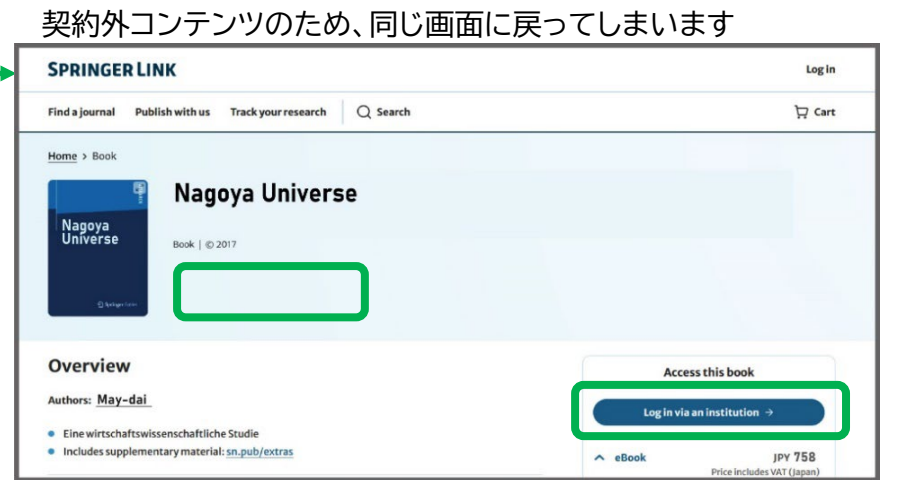 契約外コンテンツのため、同じ画面に戻ってしまいます
SPRINGER LINK
Log in
Find a journal Publish with us Track your research Search Cart
Home > Book
Nagoya Universe
Nagoya
Universe
Book | © 2017
Overview
Authors: May-dai
Eine wirtschaftswissenschaftliche Studie
Includes supplementary material: sn.pub/extras
Access this book
Log in via an institution →
eBook JPY 758
Price includes VAT (Japan)